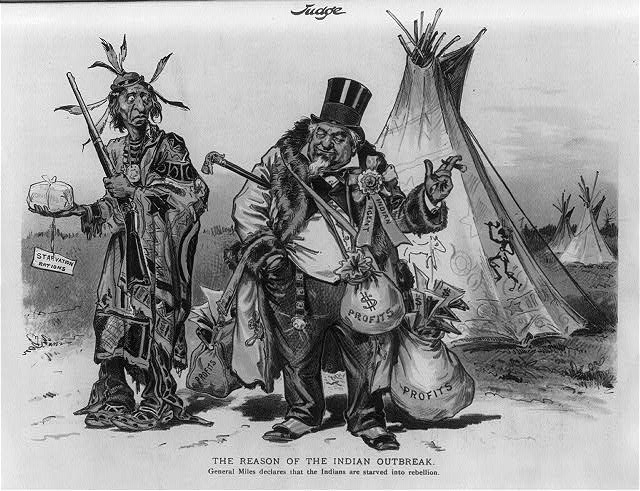 Judge
STARVATION
RATIONS
INDIAN
AGENT
$
PROFITS
PROFITS
PROFITS
THE REASON OF THE INDIAN OUTBREAK.
General Miles declares that the Indians are starved into rebellion.